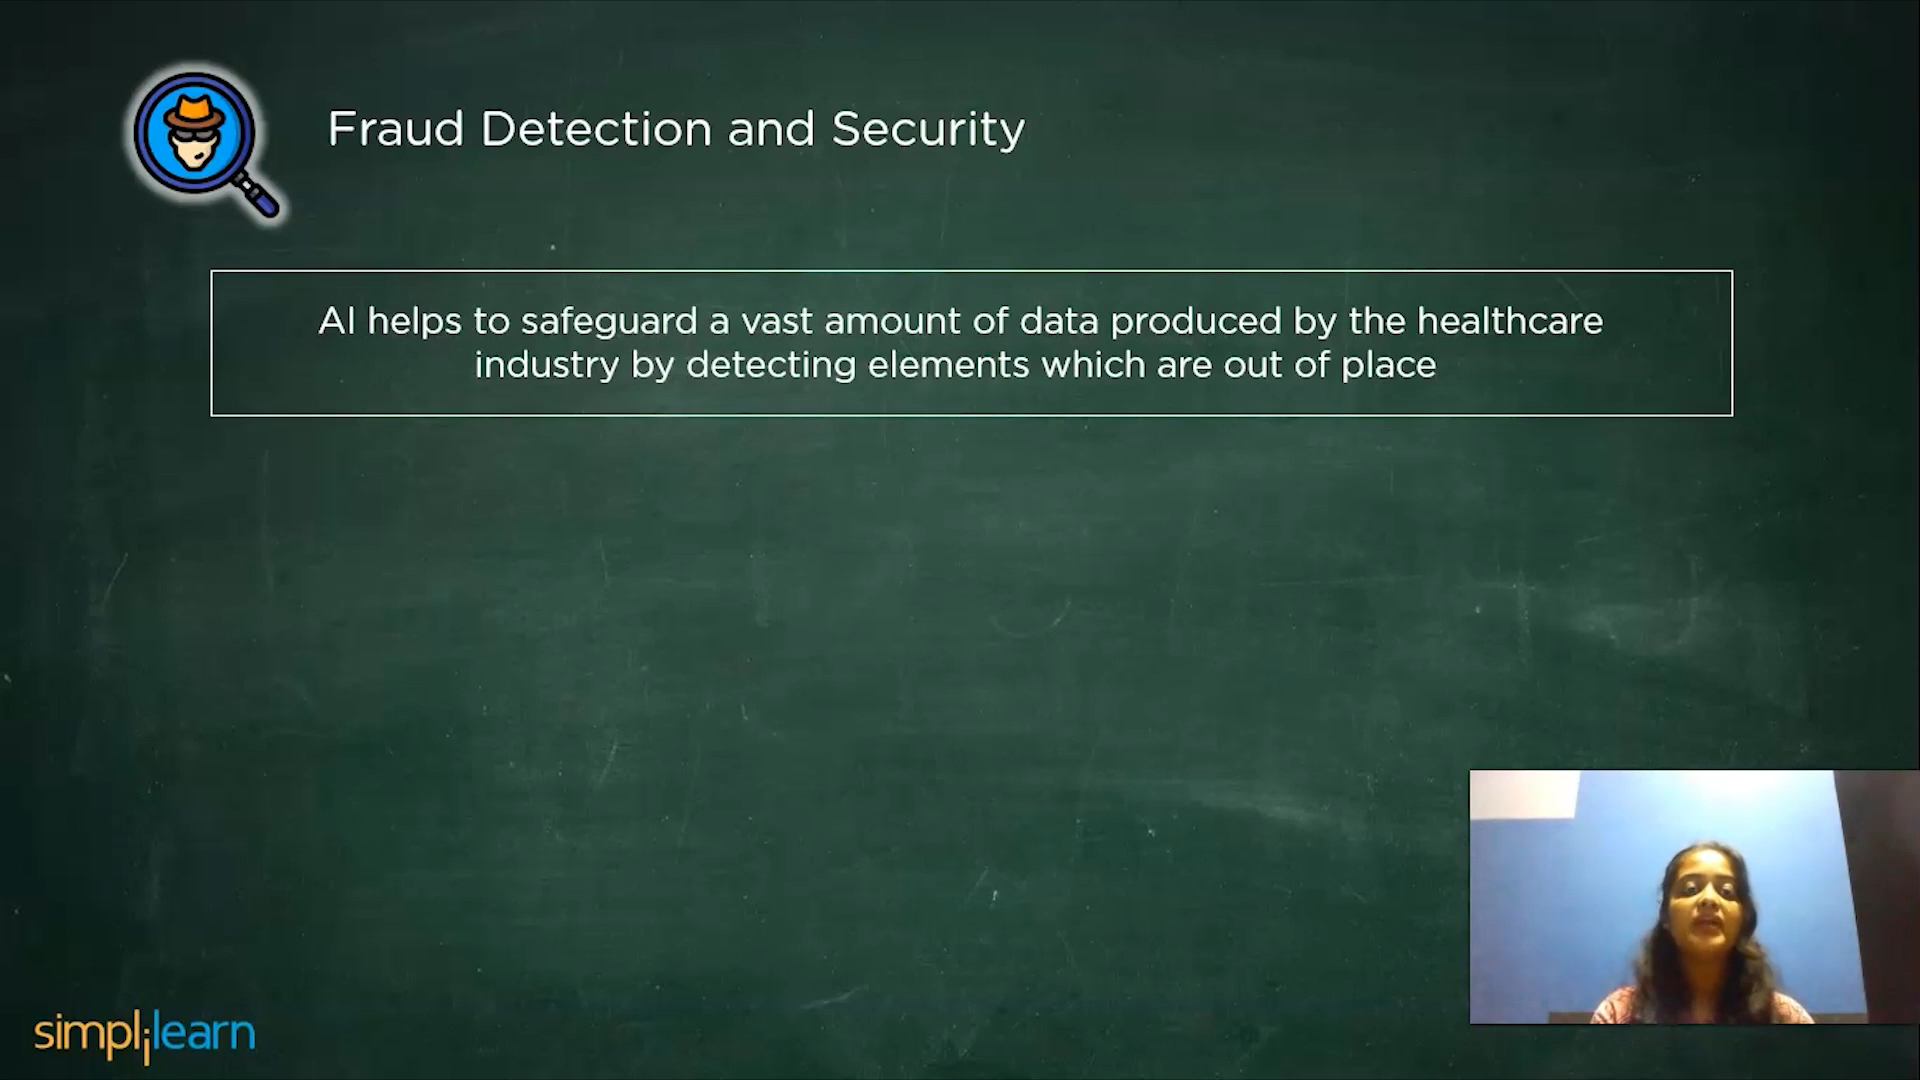 Fraud Detection and Security
AI helps to safeguard a vast amount of data produced by the healthcare
industry by detecting elements which are out of place
simplilearn